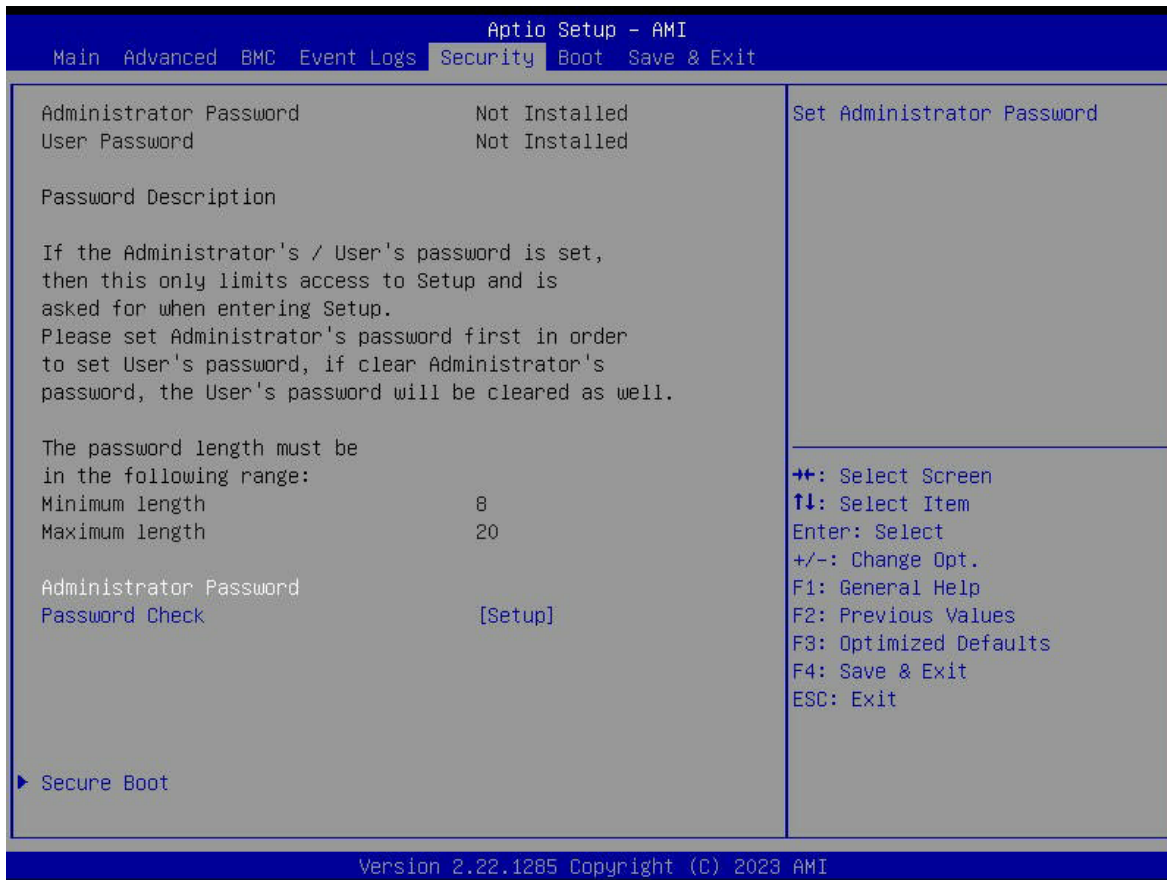 Aptio Setup – AMI
Main Advanced BMC Event Logs Security Boot Save & Exit
Administrator Password Not Installed
User Password Not Installed
Password Description
If the Administrator's / User's password is set,
then this only limits access to Setup and is
asked for when entering Setup.
Please set Administrator's password first in order
to set User's password, if clear Administrator's
password, the User's password will be cleared as well.
The password length must be
in the following range:
Minimum length 8
Maximum length 20
Administrator Password
Password Check [Setup]
Secure Boot
Set Administrator Password
→←: Select Screen
↑↓: Select Item
Enter: Select
+/-: Change Opt.
F1: General Help
F2: Previous Values
F3: Optimized Defaults
F4: Save & Exit
ESC: Exit
Version 2.22.1285 Copyright (C) 2023 AMI